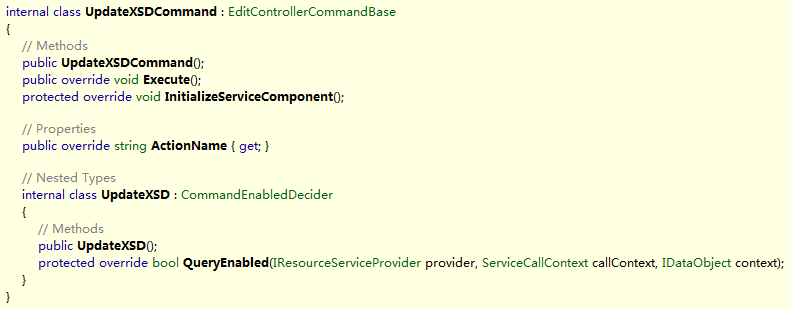 internal class UpdateXSDCommand : EditControllerCommandBase
{
// Methods
public UpdateXSDCommand();
public override void Execute();
protected override void InitializeServiceComponent();
// Properties
public override string ActionName { get; }
// Nested Types
internal class UpdateXSD : CommandEnabledDecider
{
// Methods
public UpdateXSD();
protected override bool QueryEnabled(IResourceServiceProvider provider, ServiceCallContext callContext, IDataObject context);
}
}